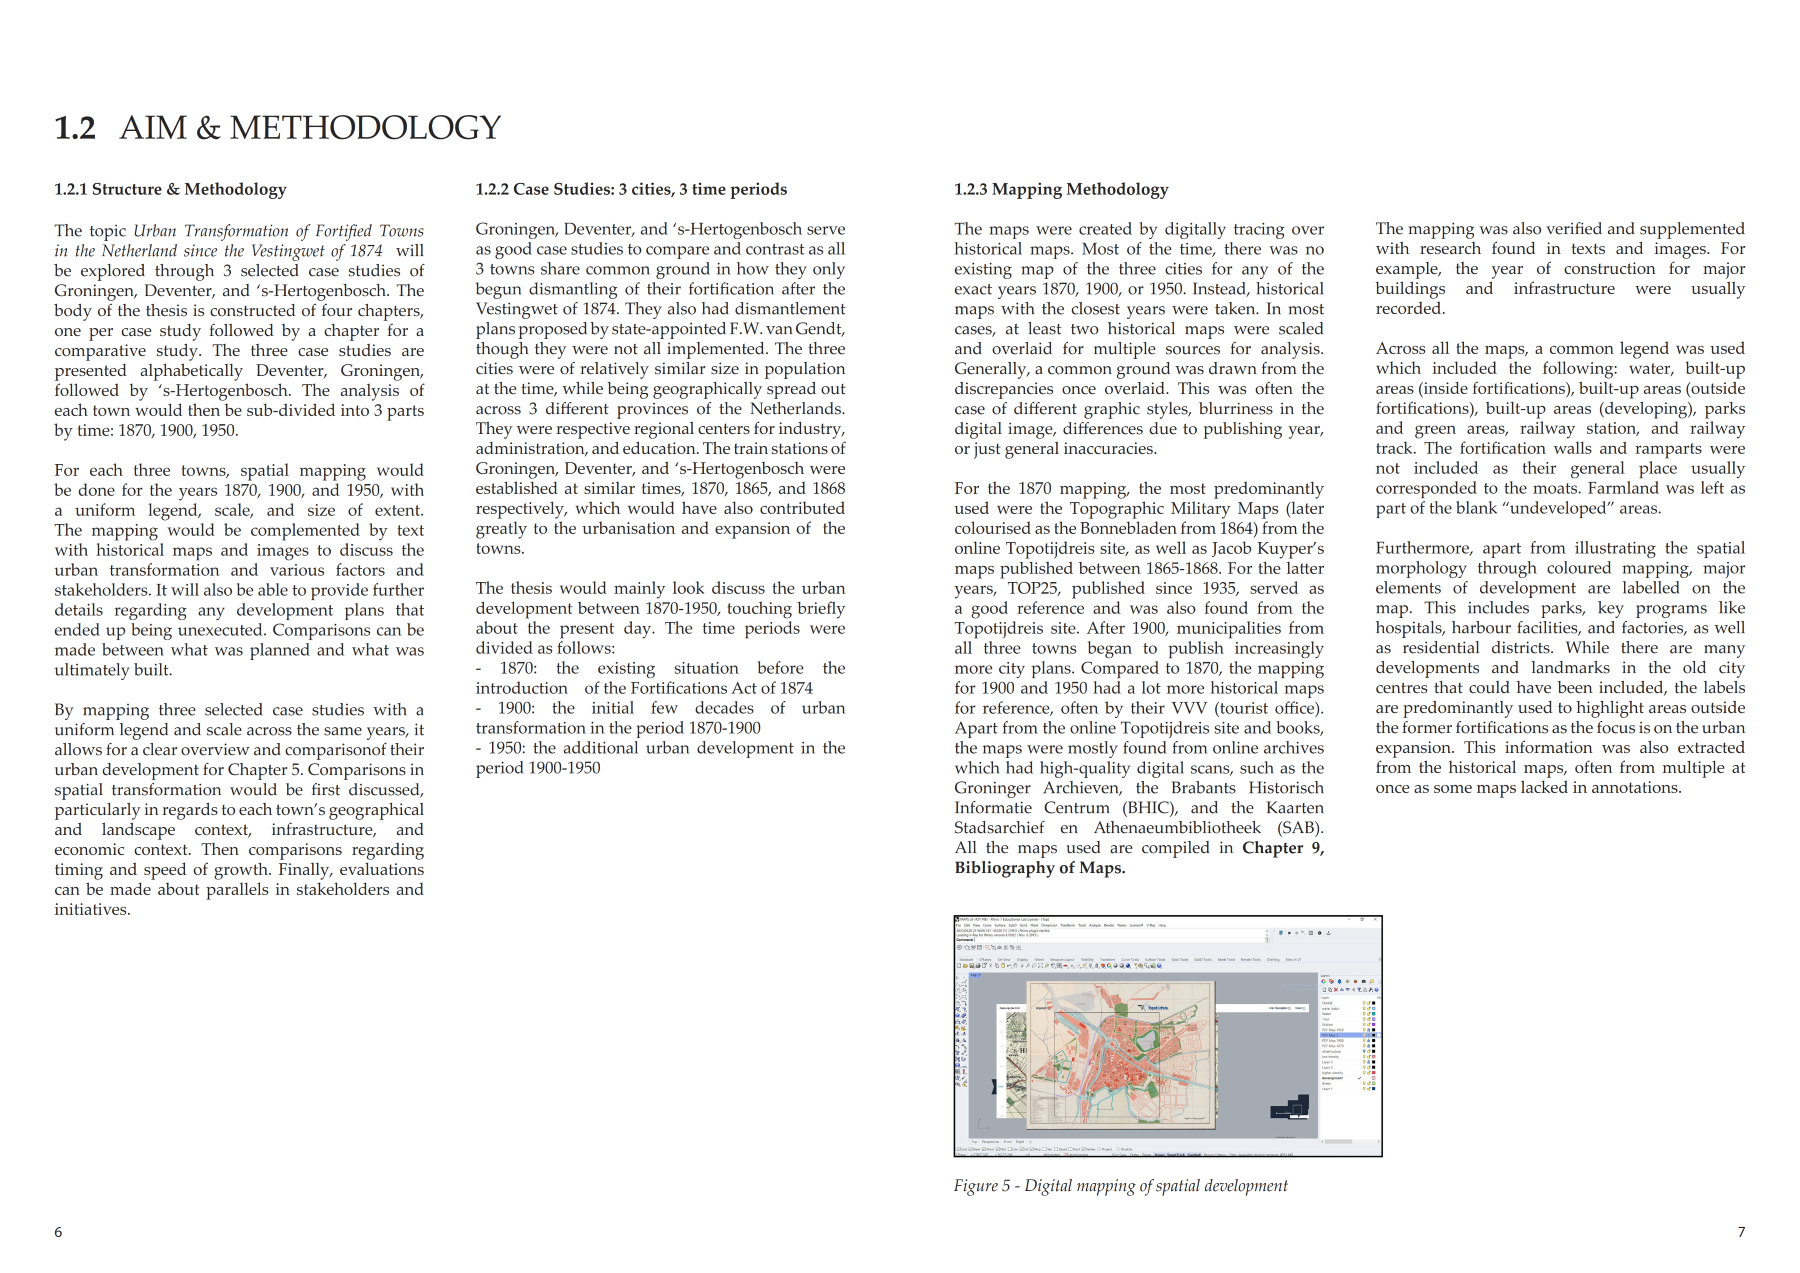 1.2 AIM & METHODOLOGY
1.2.1 Structure & Methodology
The topic Urban Transformation of Fortified Towns
in the Netherland since the Vestingwet of 1874 will
be explored through 3 selected case studies of
Groningen, Deventer, and ‘s-Hertogenbosch. The
body of the thesis is constructed of four chapters,
one per case study followed by a chapter for a
comparative study. The three case studies are
presented alphabetically Deventer, Groningen,
followed by ‘s-Hertogenbosch. The analysis of
each town would then be sub-divided into 3 parts
by time: 1870, 1900, 1950.
For each three towns, spatial mapping would
be done for the years 1870, 1900, and 1950, with
a uniform legend, scale, and size of extent.
The mapping would be complemented by text
with historical maps and images to discuss the
urban transformation and various factors and
stakeholders. It will also be able to provide further
details regarding any development plans that
ended up being unexecuted. Comparisons can be
made between what was planned and what was
ultimately built.
By mapping three selected case studies with a
uniform legend and scale across the same years, it
allows for a clear overview and comparisonof their
urban development for Chapter 5. Comparisons in
spatial transformation would be first discussed,
particularly in regards to each town’s geographical
and landscape context, infrastructure, and
economic context. Then comparisons regarding
timing and speed of growth. Finally, evaluations
can be made about parallels in stakeholders and
initiatives.
1.2.2 Case Studies: 3 cities, 3 time periods
Groningen, Deventer, and ‘s-Hertogenbosch serve
as good case studies to compare and contrast as all
3 towns share common ground in how they only
begun dismantling of their fortification after the
Vestingwet of 1874. They also had dismantlement
plans proposed by state-appointed F.W. van Gendt,
though they were not all implemented. The three
cities were of relatively similar size in population
at the time, while being geographically spread out
across 3 different provinces of the Netherlands.
They were respective regional centers for industry,
administration, and education. The train stations of
Groningen, Deventer, and ‘s-Hertogenbosch were
established at similar times, 1870, 1865, and 1868
respectively, which would have also contributed
greatly to the urbanisation and expansion of the
towns.
The thesis would mainly look discuss the urban
development between 1870-1950, touching briefly
about the present day. The time periods were
divided as follows:
- 1870: the existing situation before the
introduction of the Fortifications Act of 1874
- 1900: the initial few decades of urban
transformation in the period 1870-1900
- 1950: the additional urban development in the
period 1900-1950
1.2.3 Mapping Methodology
The maps were created by digitally tracing over
historical maps. Most of the time, there was no
existing map of the three cities for any of the
exact years 1870, 1900, or 1950. Instead, historical
maps with the closest years were taken. In most
cases, at least two historical maps were scaled
and overlaid for multiple sources for analysis.
Generally, a common ground was drawn from the
discrepancies once overlaid. This was often the
case of different graphic styles, blurriness in the
digital image, differences due to publishing year,
or just general inaccuracies.
For the 1870 mapping, the most predominantly
used were the Topographic Military Maps (later
colourised as the Bonnebladen from 1864) from the
online Topotijdreis site, as well as Jacob Kuyper’s
maps published between 1865-1868. For the latter
years, TOP25, published since 1935, served as
a good reference and was also found from the
Topotijdreis site. After 1900, municipalities from
all three towns began to publish increasingly
more city plans. Compared to 1870, the mapping
for 1900 and 1950 had a lot more historical maps
for reference, often by their VVV (tourist office).
Apart from the online Topotijdreis site and books,
the maps were mostly found from online archives
which had high-quality digital scans, such as the
Groninger Archieven, the Brabants Historisch
Informatie Centrum (BHIC), and the Kaarten
Stadsarchief en Athenaeumbibliotheek (SAB).
All the maps used are compiled in Chapter 9,
Bibliography of Maps.
The mapping was also verified and supplemented
with research found in texts and images. For
example, the year of construction for major
buildings and infrastructure were usually
recorded.
Across all the maps, a common legend was used
which included the following: water, built-up
areas (inside fortifications), built-up areas (outside
fortifications), built-up areas (developing), parks
and green areas, railway station, and railway
track. The fortification walls and ramparts were
not included as their general place usually
corresponded to the moats. Farmland was left as
part of the blank “undeveloped” areas.
Furthermore, apart from illustrating the spatial
morphology through coloured mapping, major
elements of development are labelled on the
map. This includes parks, key programs like
hospitals, harbour facilities, and factories, as well
as residential districts. While there are many
developments and landmarks in the old city
centres that could have been included, the labels
are predominantly used to highlight areas outside
the former fortifications as the focus is on the urban
expansion. This information was also extracted
from the historical maps, often from multiple at
once as some maps lacked in annotations.
Figure 5 - Digital mapping of spatial development
6
7